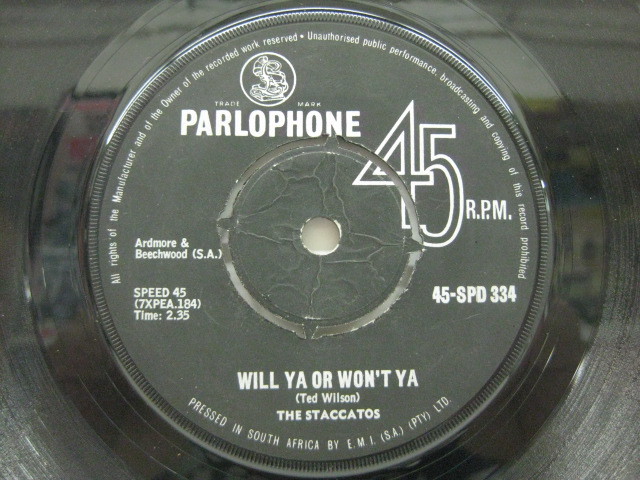 All rights of the Manufacturer and of the Owner of the recorded work reserved • Unauthorised public performance, broadcasting and copying of this record prohibited
TRADE MARK
PARLOPHONE
45
R.P.M.
Ardmore &
Beechwood (S.A.)
SPEED 45
(7XPEA.184)
Time: 2.35
45-SPD 334
WILL YA OR WON'T YA
(Ted Wilson)
THE STACCATOS
PRESSED IN SOUTH AFRICA BY E.M.I. (S.A.) (PTY) LTD.